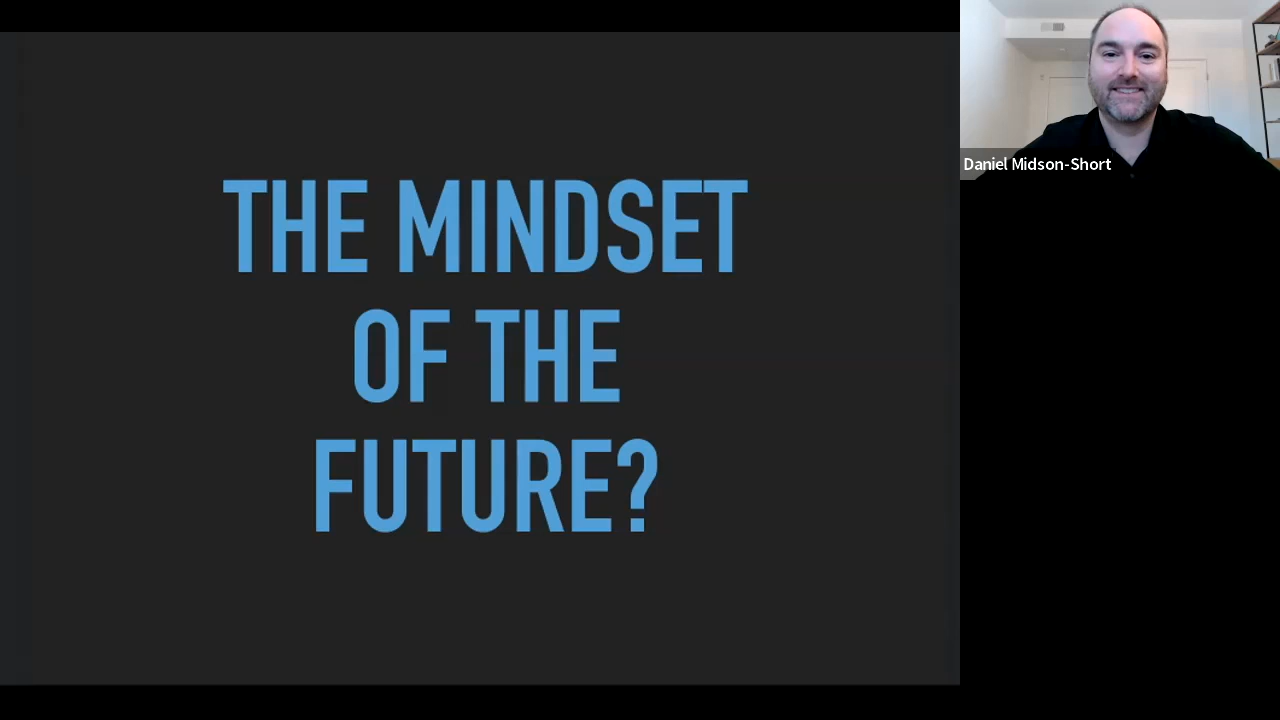 THE MINDSET
OF THE
FUTURE?
Daniel Midson-Short